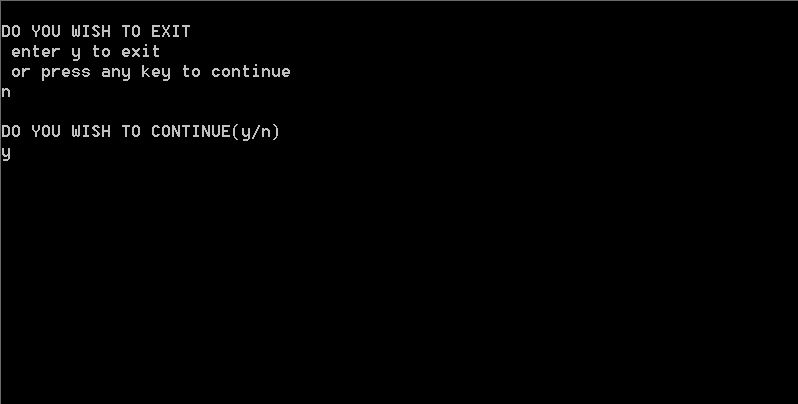 DO YOU WISH TO EXIT
enter y to exit
or press any key to continue
n
DO YOU WISH TO CONTINUE(y/n)
y